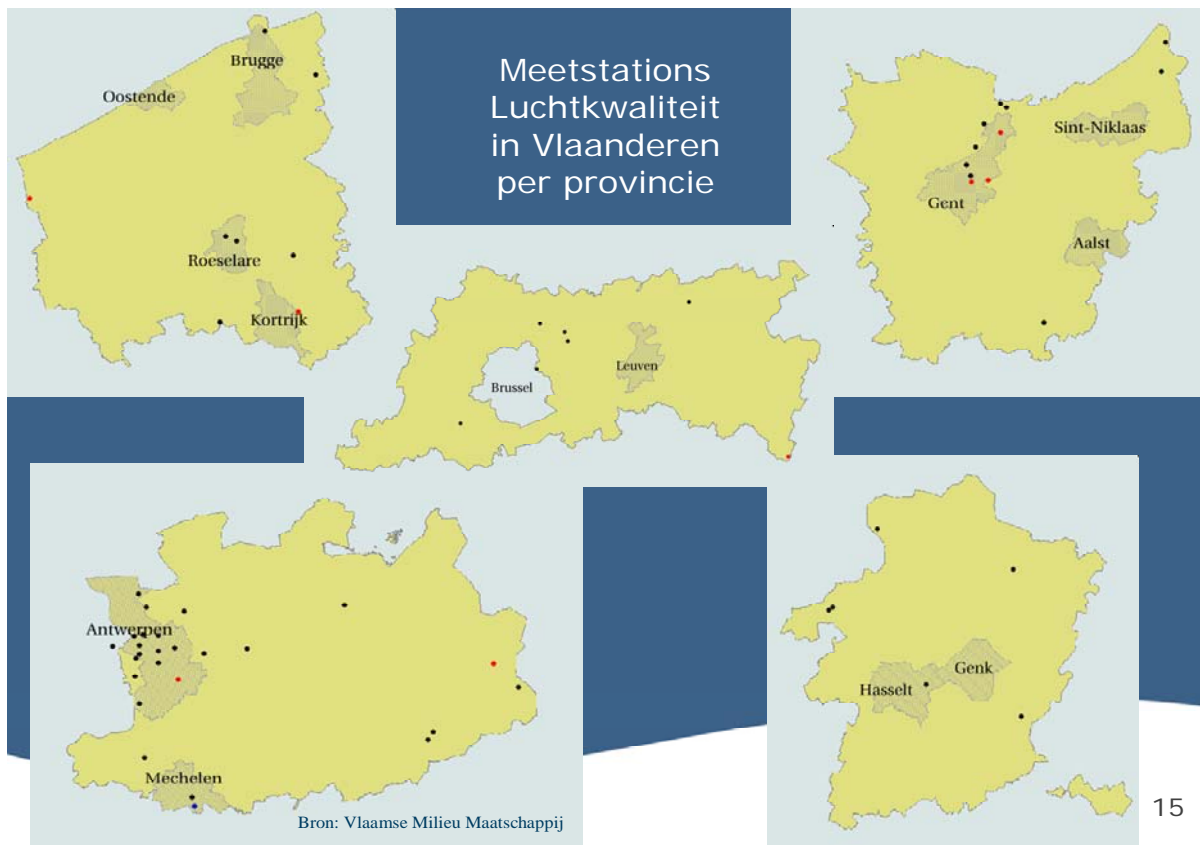 Meetstations
Luchtkwaliteit
in Vlaanderen
per provincie
Brugge
Oostende
Roeselare
Kortrijk
Sint-Niklaas
Gent
Aalst
Brussel
Leuven
Antwerpen
Mechelen
Bron: Vlaamse Milieu Maatschappij
Genk
Hasselt
15